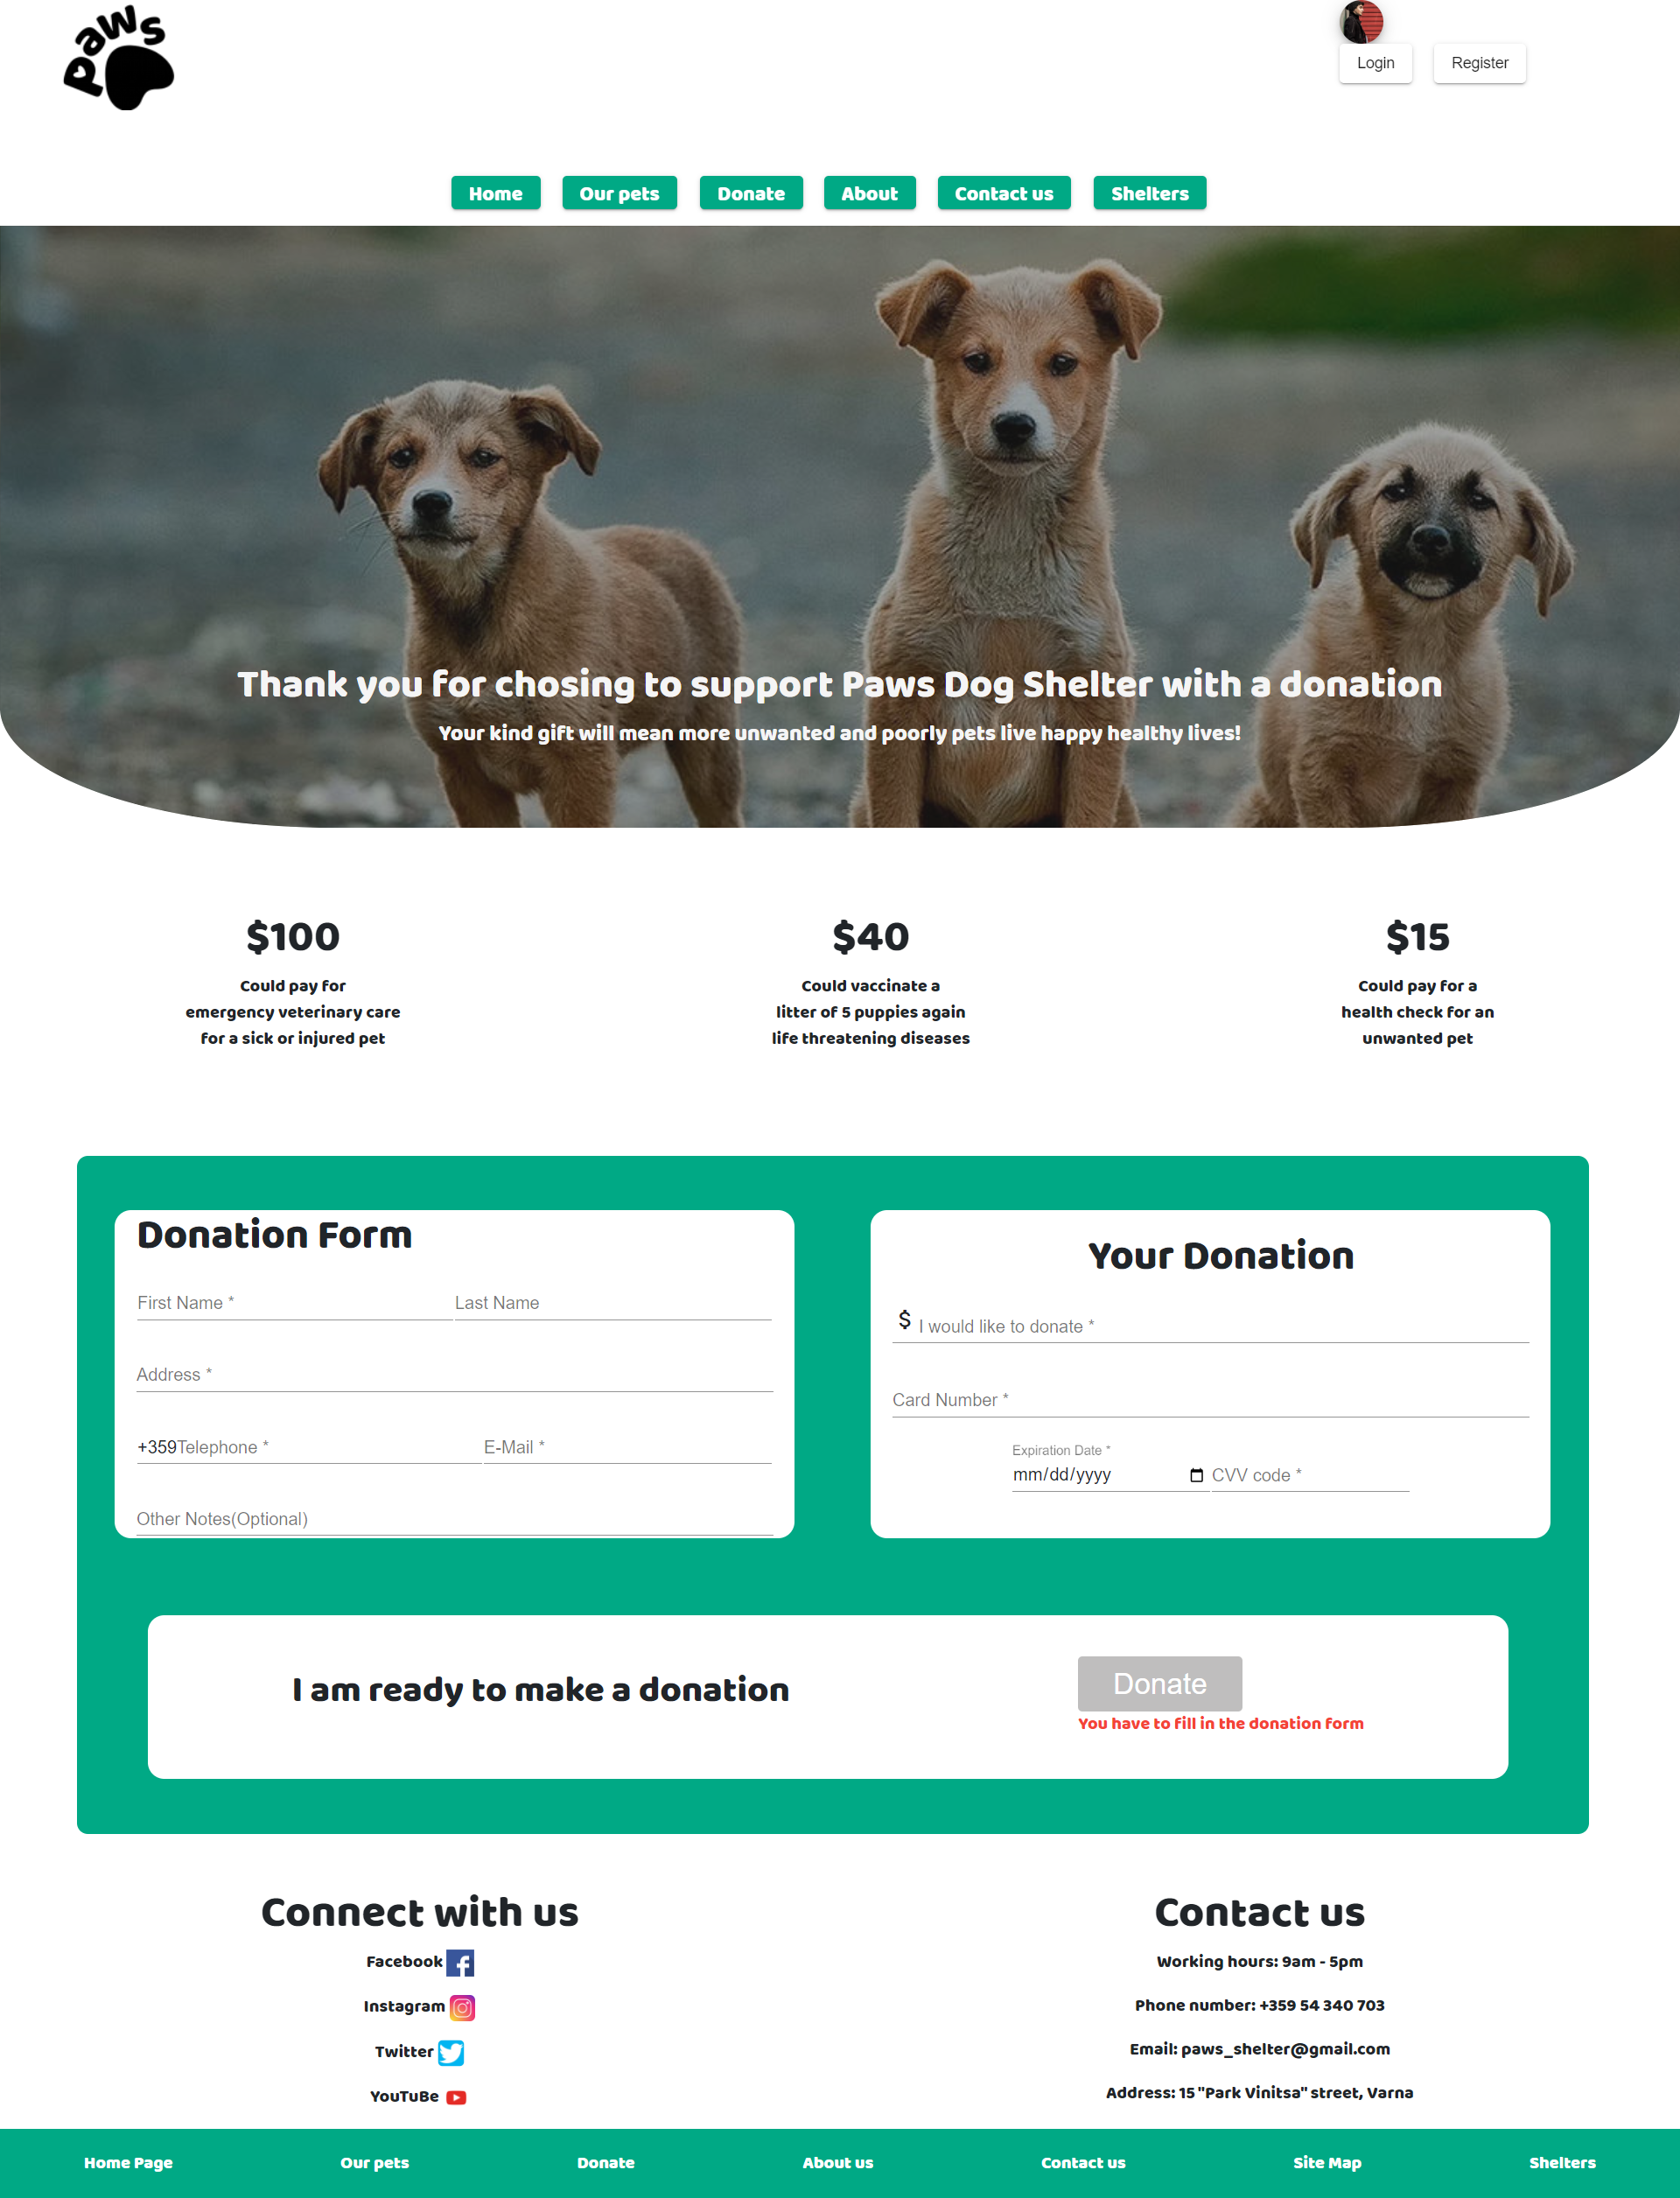 Paws
Login
Register
Home
Our pets
Donate
About
Contact us
Shelters
Thank you for chosing to support Paws Dog Shelter with a donation
Your kind gift will mean more unwanted and poorly pets live happy healthy lives!
$100
Could pay for
emergency veterinary care
for a sick or injured pet
$40
Could vaccinate a
litter of 5 puppies again
life threatening diseases
$15
Could pay for a
health check for an
unwanted pet
Donation Form
First Name *
Last Name
Address *
+359Telephone *
E-Mail *
Other Notes(Optional)
Your Donation
$ I would like to donate *
Card Number *
Expiration Date *
mm/dd/yyyy
CVV code *
I am ready to make a donation
Donate
You have to fill in the donation form
Connect with us
Facebook
Instagram
Twitter
YouTuBe
Contact us
Working hours: 9am - 5pm
Phone number: +359 54 340 703
Email: paws_shelter@gmail.com
Address: 15 "Park Vinitsa" street, Varna
Home Page
Our pets
Donate
About us
Contact us
Site Map
Shelters